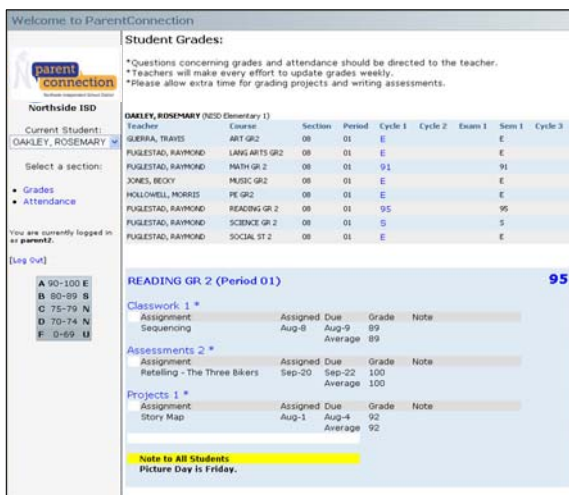 Welcome to ParentConnection
parent
connection
Northside Independent School District
Northside ISD
Current Student:
OAKLEY, ROSEMARY
Select a section:
• Grades
• Attendance
You are currently logged in
as parent2.
[Log Out]
A 90-100 E
B 80-89 S
C 75-79 N
D 70-74 N
F 0-69 U
Student Grades:
*Questions concerning grades and attendance should be directed to the teacher.
*Teachers will make every effort to update grades weekly.
*Please allow extra time for grading projects and writing assessments.
OAKLEY, ROSEMARY (NISD Elementary 1)
Teacher Course Section Period Cycle 1 Cycle 2 Exam 1 Sem 1 Cycle 3
GUERRA, TRAVIS ART GR2 08 01 E E
FUGLESTAD, RAYMOND LANG ARTS GR2 08 01 E E
FUGLESTAD, RAYMOND MATH GR 2 08 01 91 91
JONES, BECKY MUSIC GR2 08 01 E E
HOLLOWELL, MORRIS PE GR2 08 01 E E
FUGLESTAD, RAYMOND READING GR 2 08 01 95 95
FUGLESTAD, RAYMOND SCIENCE GR 2 08 01 S S
FUGLESTAD, RAYMOND SOCIAL ST 2 08 01 E E
READING GR 2 (Period 01) 95
Classwork 1 *
Assignment Assigned Due Grade Note
Sequencing Aug-8 Aug-9 89
Average 89
Assessments 2 *
Assignment Assigned Due Grade Note
Retelling - The Three Bikers Sep-20 Sep-22 100
Average 100
Projects 1 *
Assignment Assigned Due Grade Note
Story Map Aug-1 Aug-4 92
Average 92
Note to All Students
Picture Day is Friday.